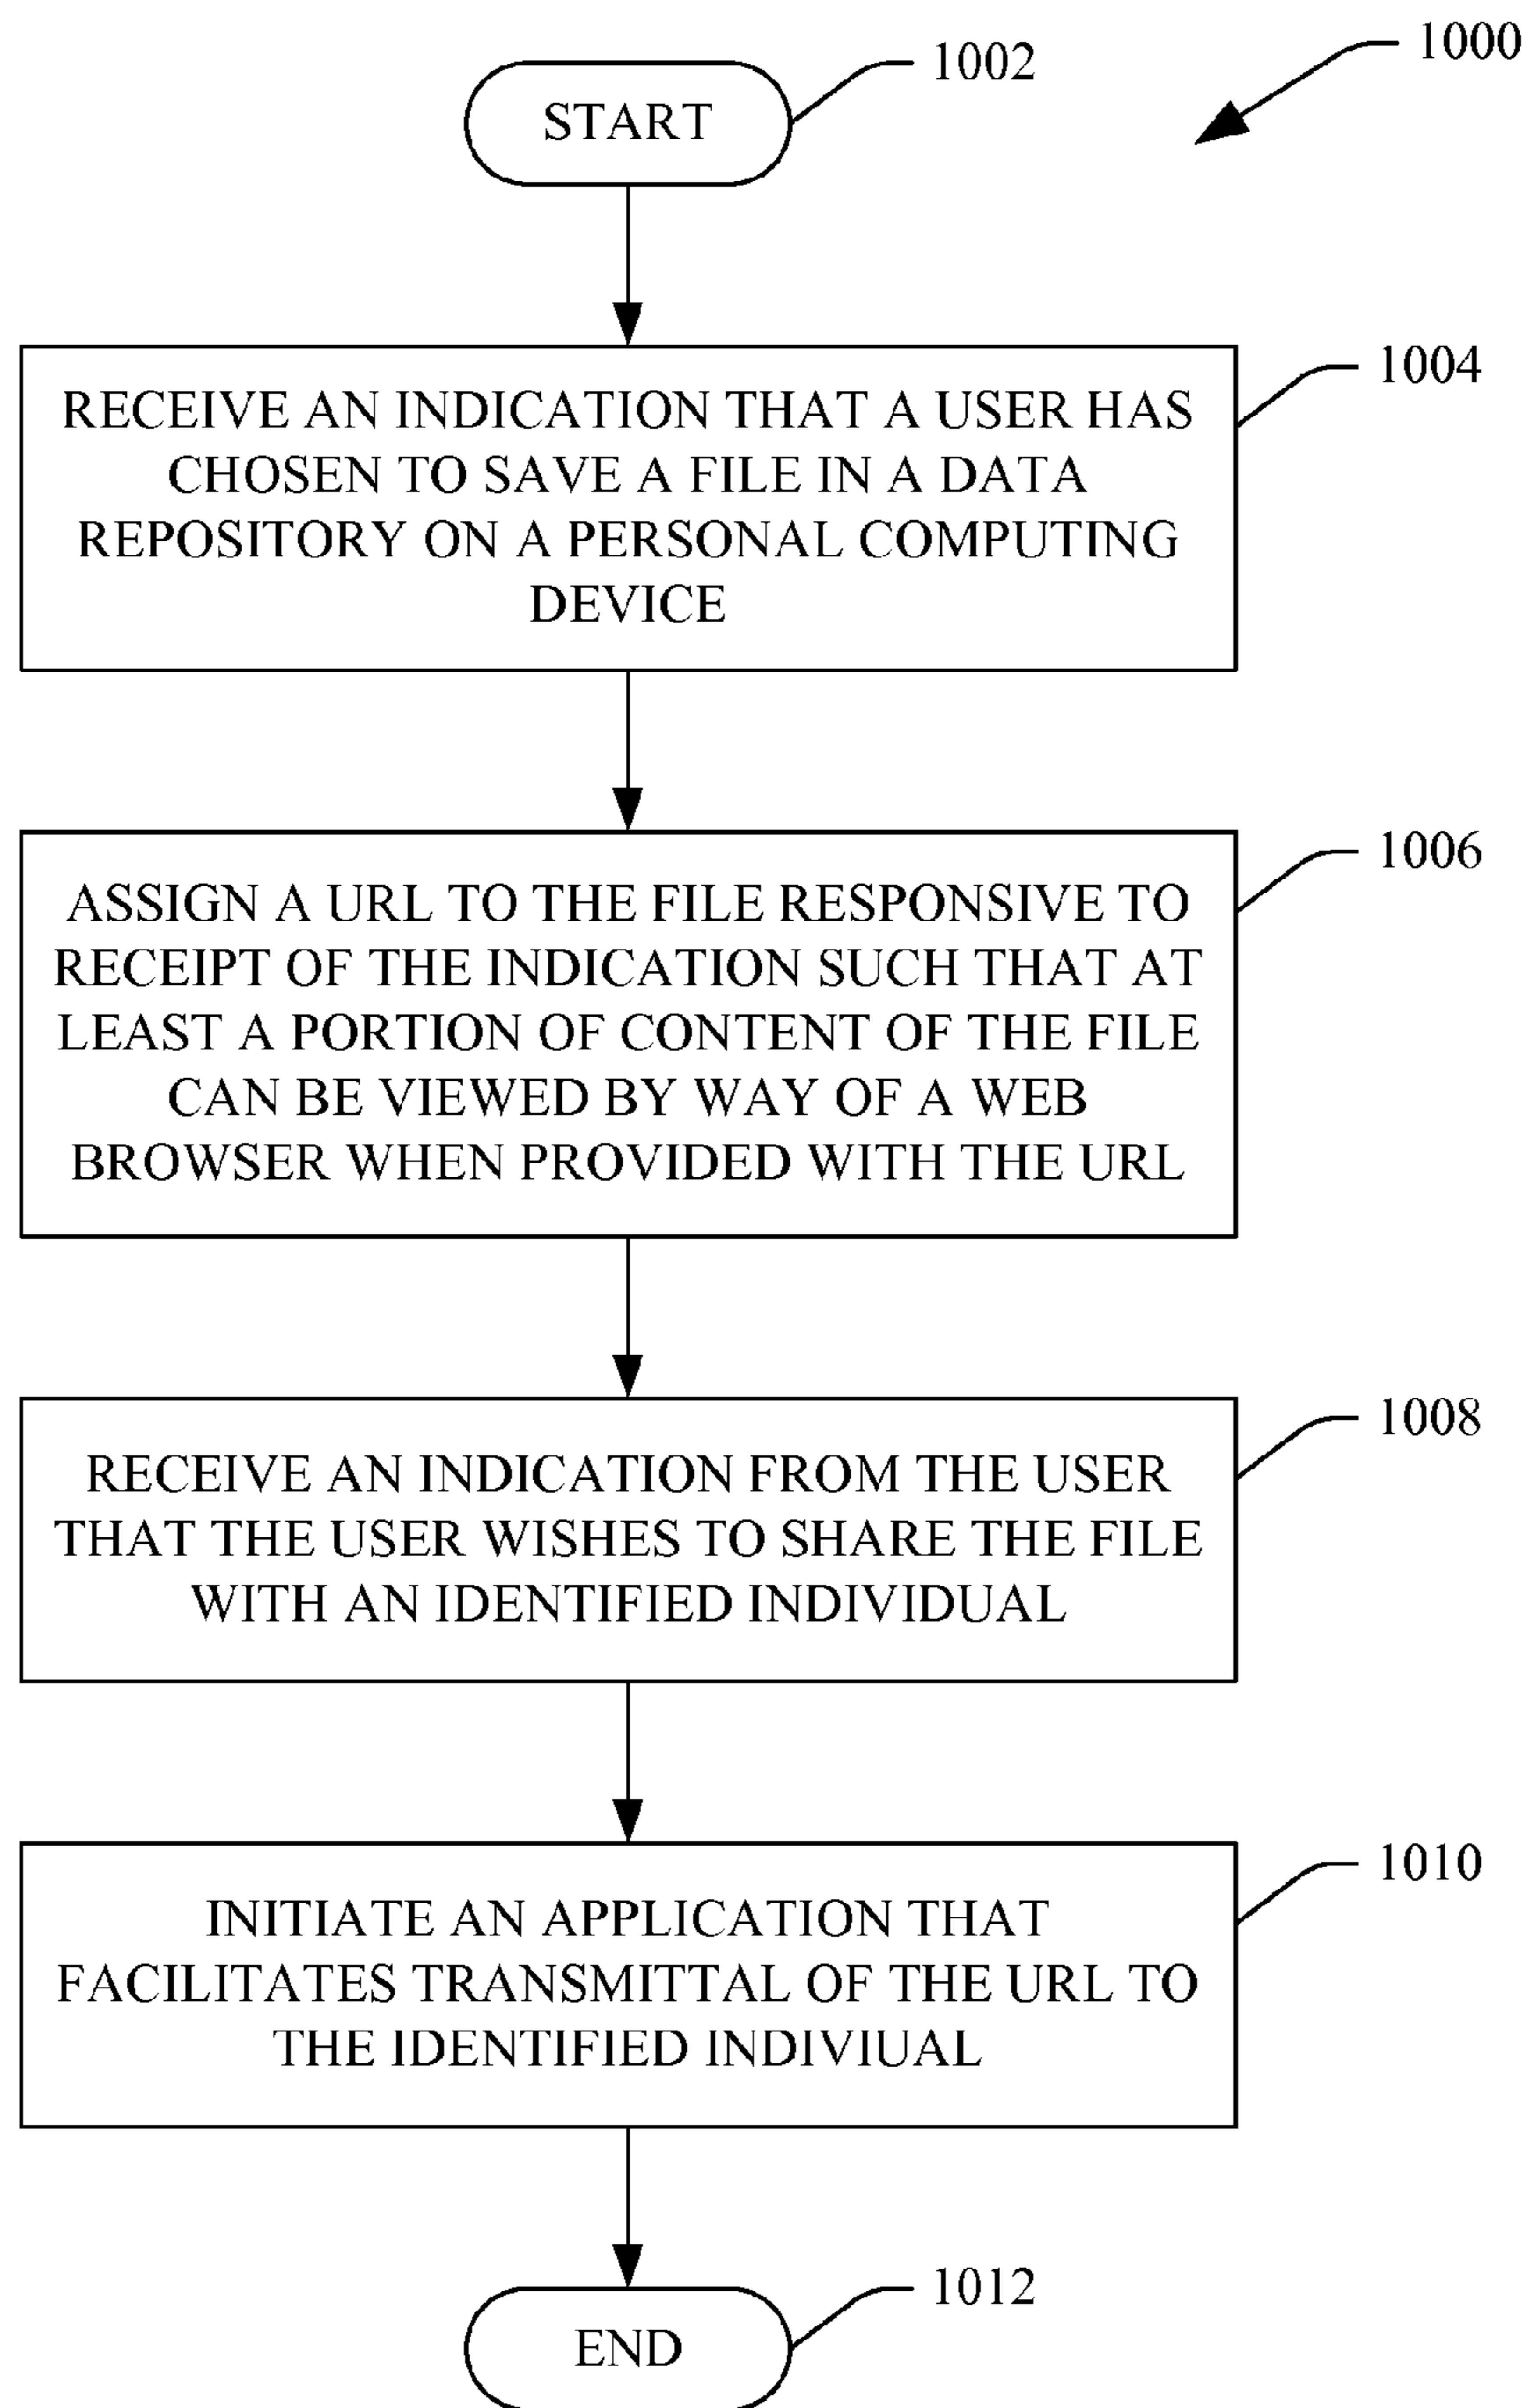 1000
1002
START
1004
RECEIVE AN INDICATION THAT A USER HAS
CHOSEN TO SAVE A FILE IN A DATA
REPOSITORY ON A PERSONAL COMPUTING
DEVICE
1006
ASSIGN A URL TO THE FILE RESPONSIVE TO
RECEIPT OF THE INDICATION SUCH THAT AT
LEAST A PORTION OF CONTENT OF THE FILE
CAN BE VIEWED BY WAY OF A WEB
BROWSER WHEN PROVIDED WITH THE URL
1008
RECEIVE AN INDICATION FROM THE USER
THAT THE USER WISHES TO SHARE THE FILE
WITH AN IDENTIFIED INDIVIDUAL
1010
INITIATE AN APPLICATION THAT
FACILITATES TRANSMITTAL OF THE URL TO
THE IDENTIFIED INDIVIUAL
1012
END